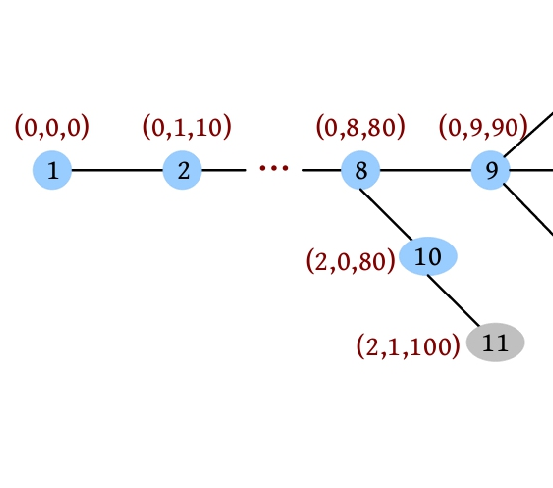 (0,0,0) (0,1,10) (0,8,80) (0,9,90)
1 2 ... 8 9
(2,0,80) 10
(2,1,100) 11